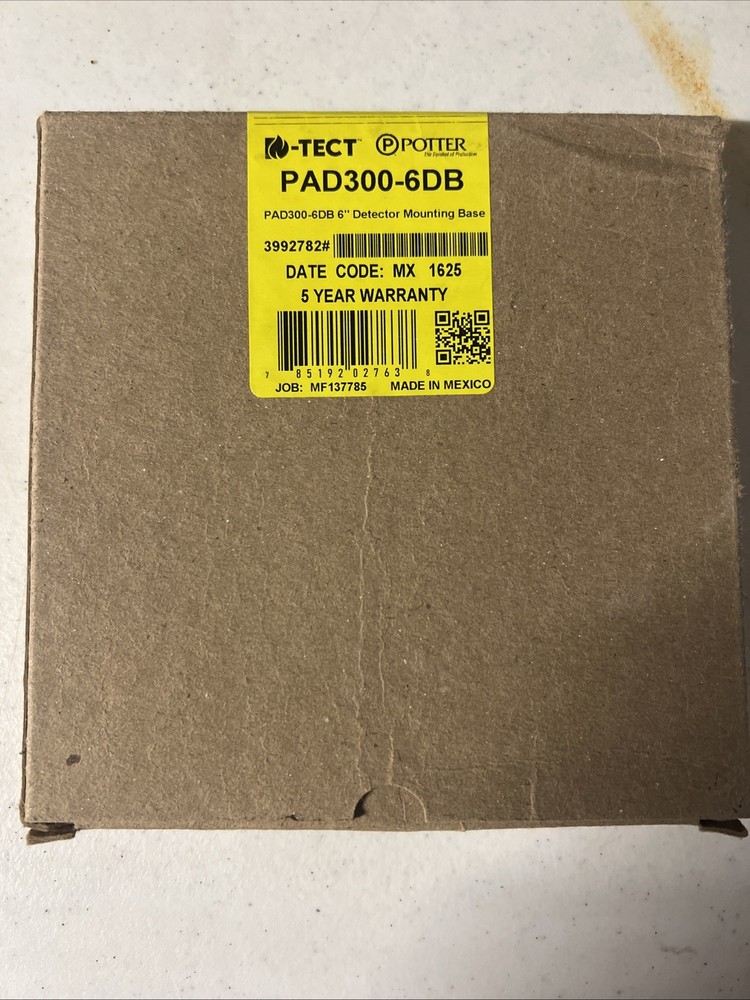 -TECT™ P POTTER
The Symbol of Protection
PAD300-6DB
PAD300-6DB 6" Detector Mounting Base
3992782#
DATE CODE: MX 1625
5 YEAR WARRANTY
7 85192 02763 8
JOB: MF137785 MADE IN MEXICO